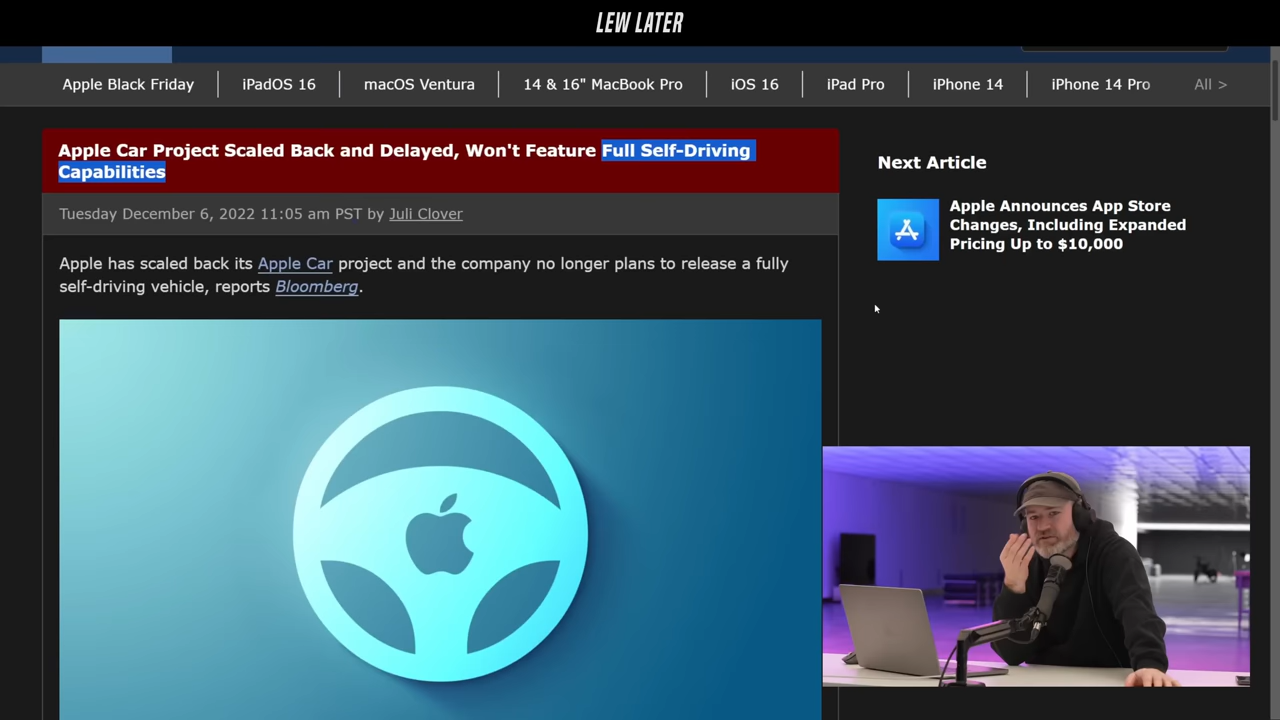 LEW LATER
Apple Black Friday
iPadOS 16
macOS Ventura
14 & 16" MacBook Pro
iOS 16
iPad Pro
iPhone 14
iPhone 14 Pro
All >
Apple Car Project Scaled Back and Delayed, Won't Feature Full Self-Driving
Capabilities
Tuesday December 6, 2022 11:05 am PST by Juli Clover
Apple has scaled back its Apple Car project and the company no longer plans to release a fully
self-driving vehicle, reports Bloomberg.
Next Article
Apple Announces App Store
Changes, Including Expanded
Pricing Up to $10,000